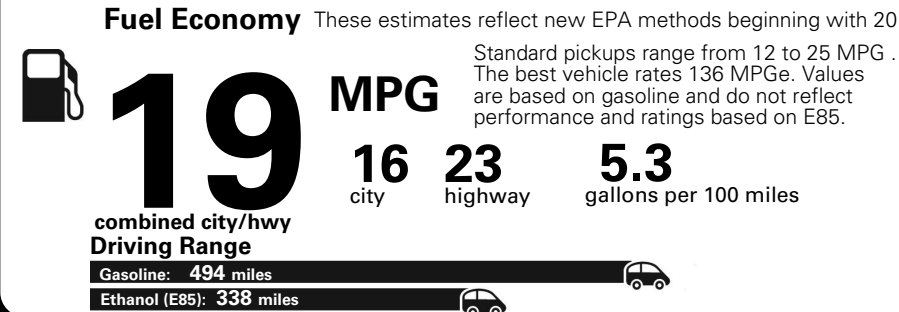 Fuel Economy These estimates reflect new EPA methods beginning with 20
Standard pickups range from 12 to 25 MPG .
The best vehicle rates 136 MPGe. Values
are based on gasoline and do not reflect
performance and ratings based on E85.
19 MPG
16 city
23 highway
5.3 gallons per 100 miles
combined city/hwy
Driving Range
Gasoline: 494 miles
Ethanol (E85): 338 miles